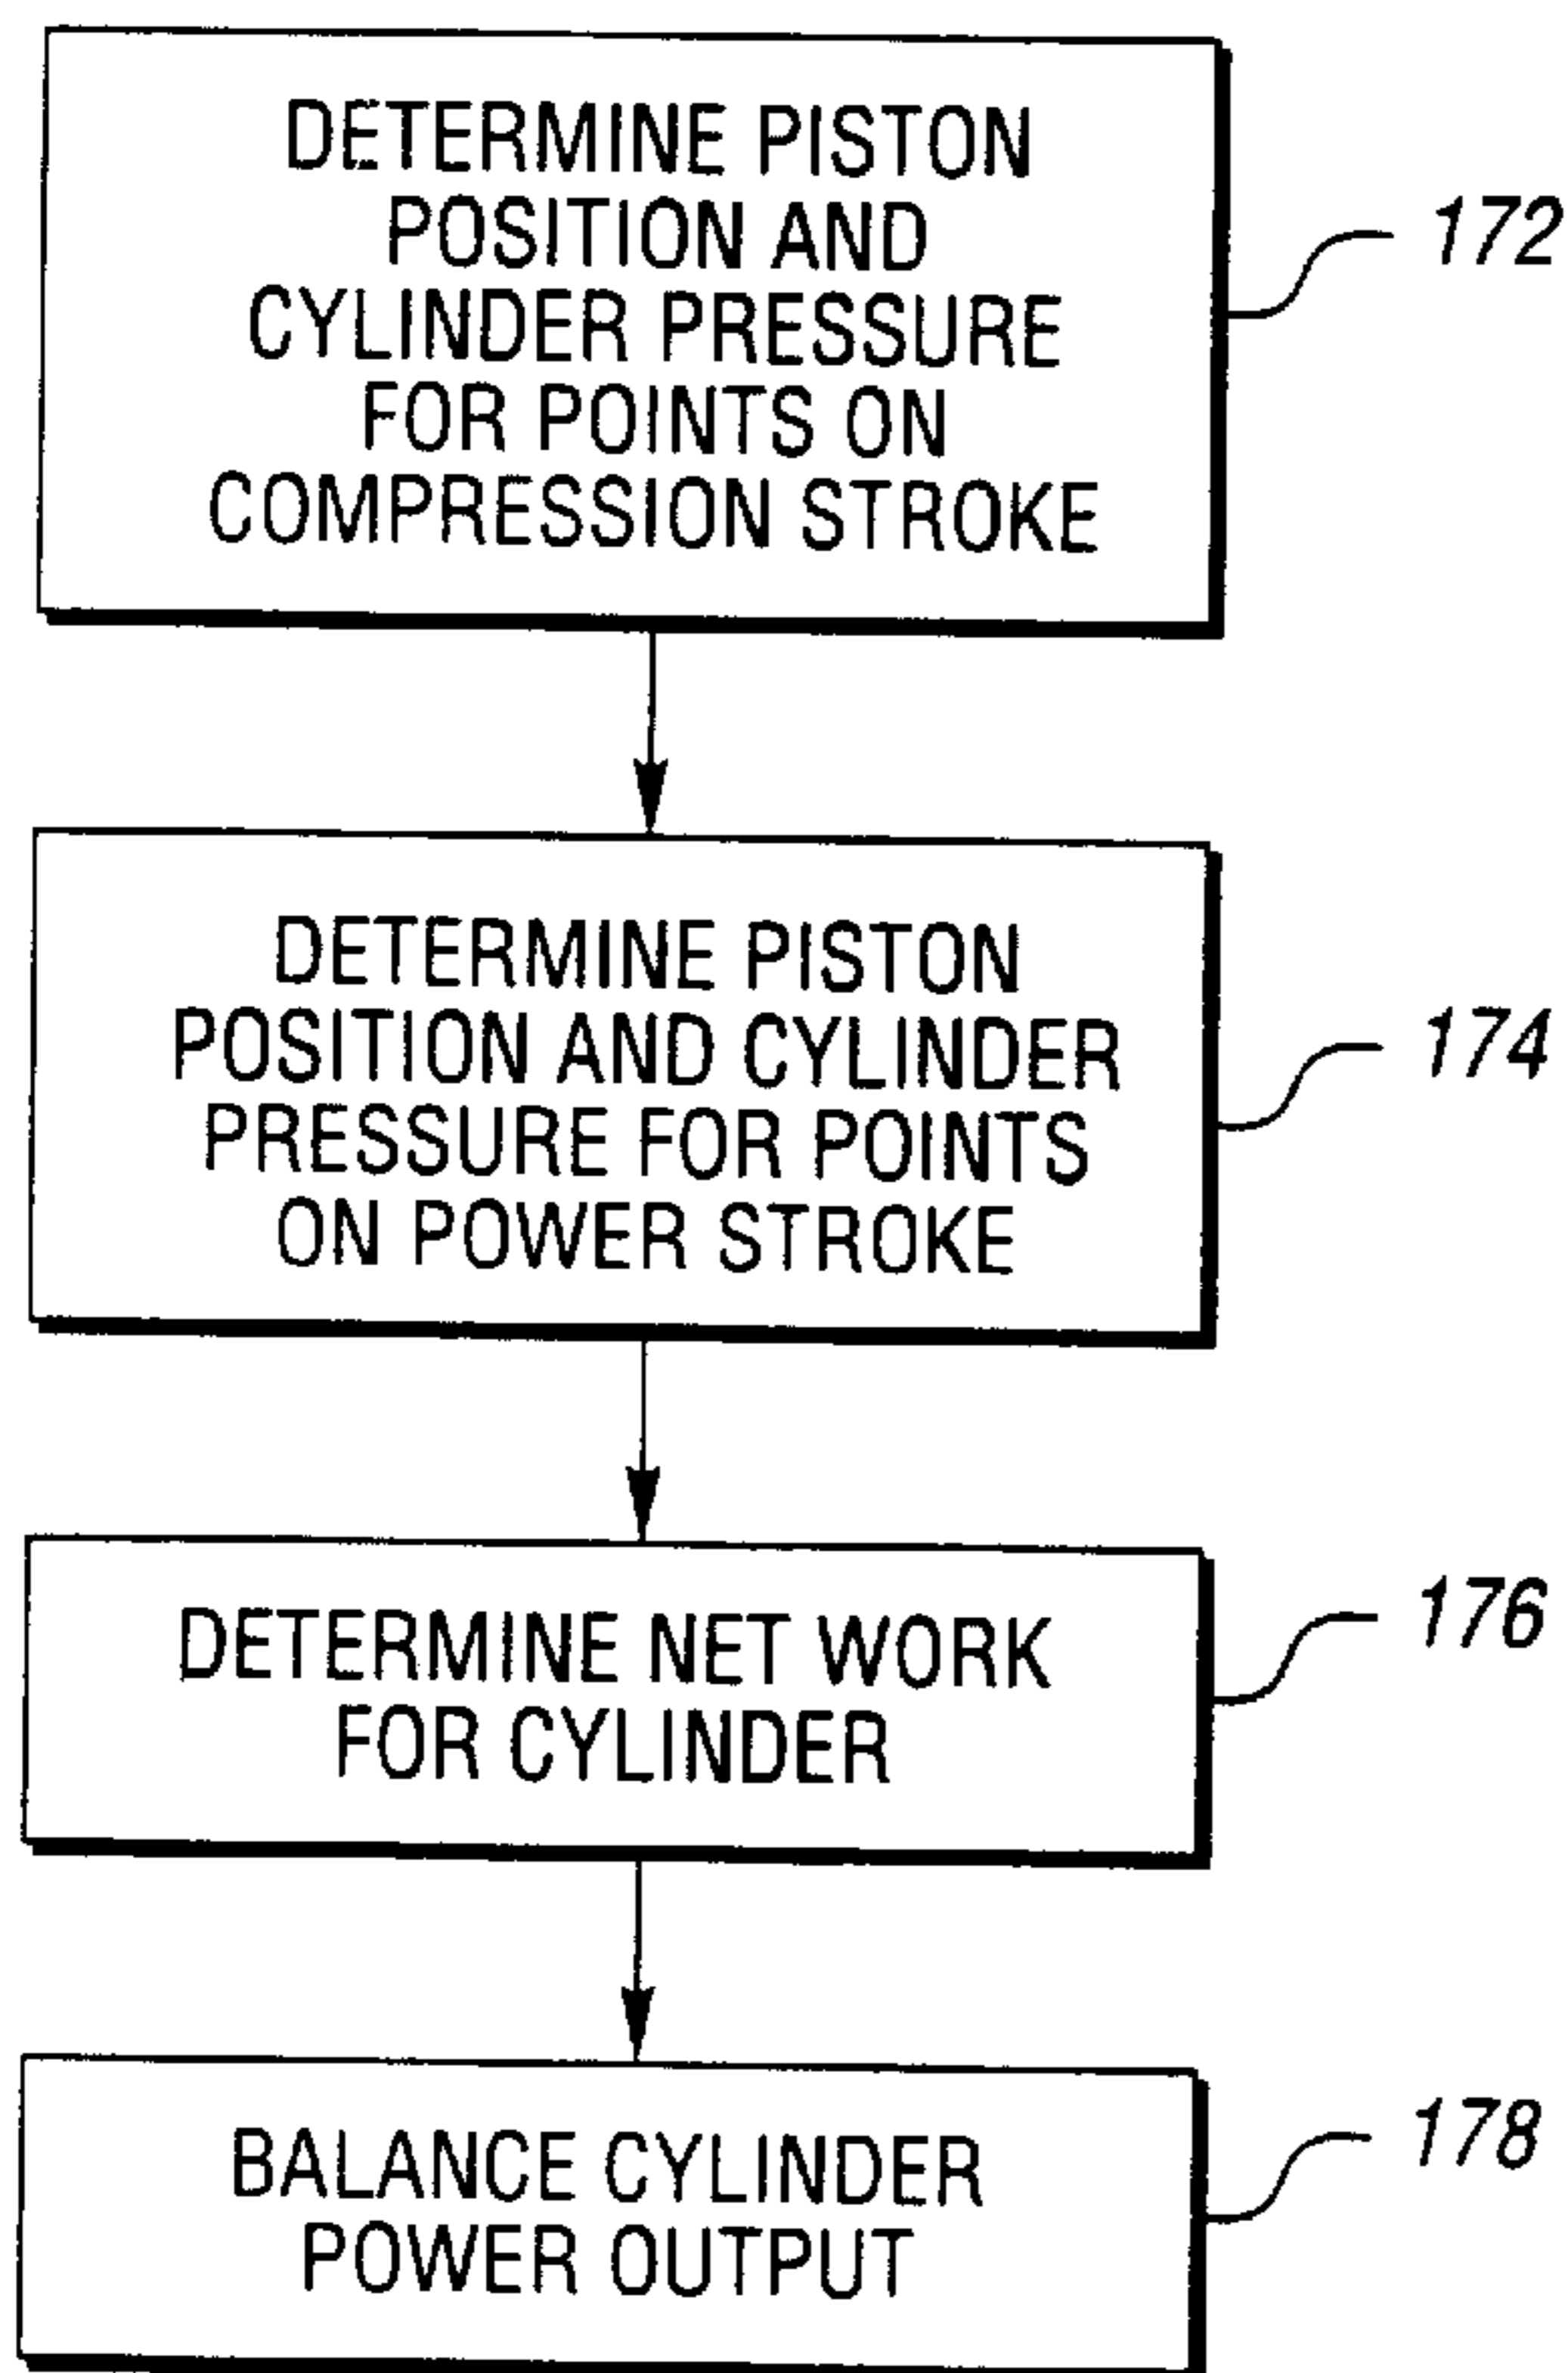 DETERMINE PISTON
POSITION AND
CYLINDER PRESSURE
FOR POINTS ON
COMPRESSION STROKE
172
DETERMINE PISTON
POSITION AND CYLINDER
PRESSURE FOR POINTS
ON POWER STROKE
174
DETERMINE NET WORK
FOR CYLINDER
176
BALANCE CYLINDER
POWER OUTPUT
178